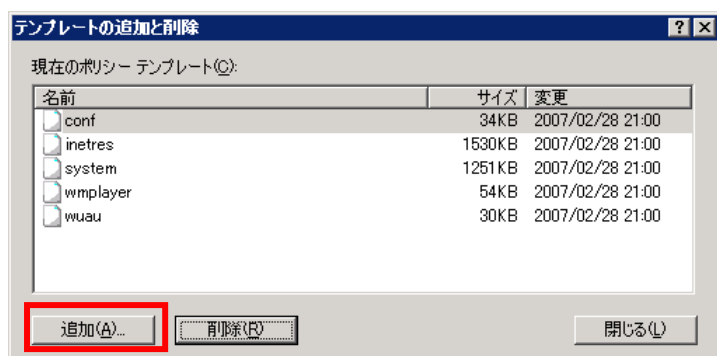 テンプレートの追加と削除
現在のポリシー テンプレート(C):
名前 サイズ 変更
conf 34KB 2007/02/28 21:00
inetres 1530KB 2007/02/28 21:00
system 1251KB 2007/02/28 21:00
wmplayer 54KB 2007/02/28 21:00
wuau 30KB 2007/02/28 21:00
追加(A)... 削除(R) 閉じる(L)